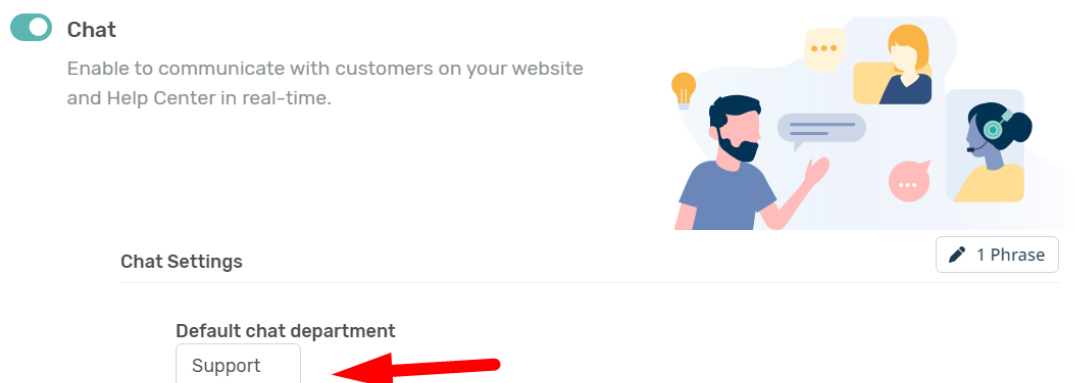 Chat
Enable to communicate with customers on your website
and Help Center in real-time.
Chat Settings
1 Phrase
Default chat department
Support